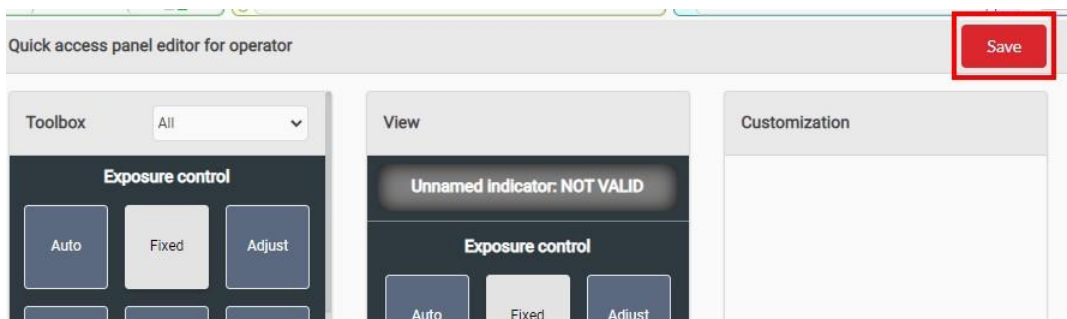 Quick access panel editor for operator
Save
Toolbox
All
Exposure control
Auto
Fixed
Adjust
View
Unnamed indicator: NOT VALID
Exposure control
Auto
Fixed
Adjust
Customization